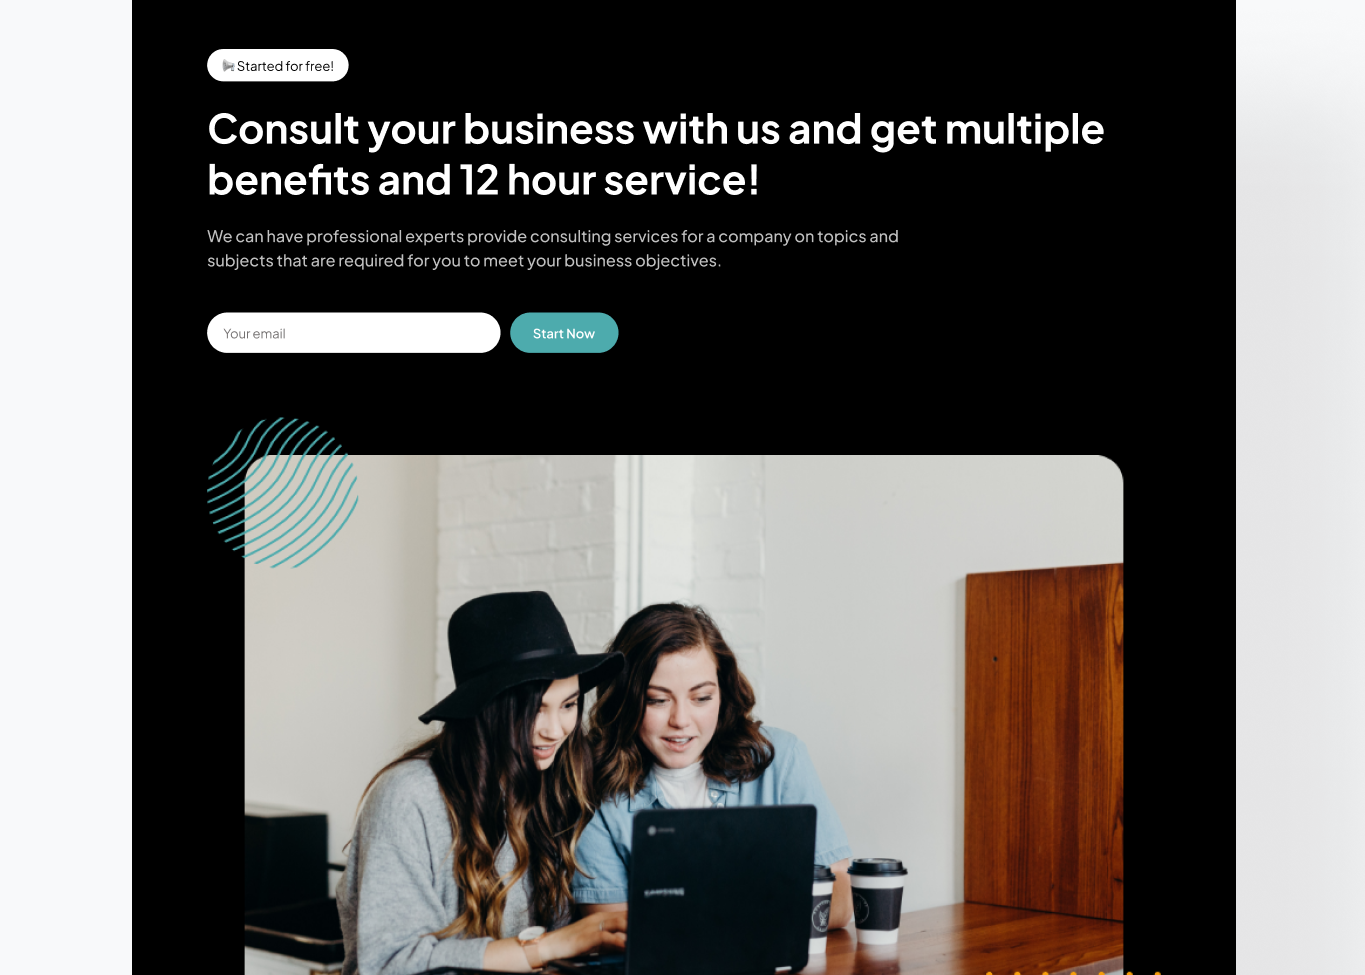 Started for free!
Consult your business with us and get multiple
benefits and 12 hour service!
We can have professional experts provide consulting services for a company on topics and
subjects that are required for you to meet your business objectives.
Your email
Start Now
SAMSUNG